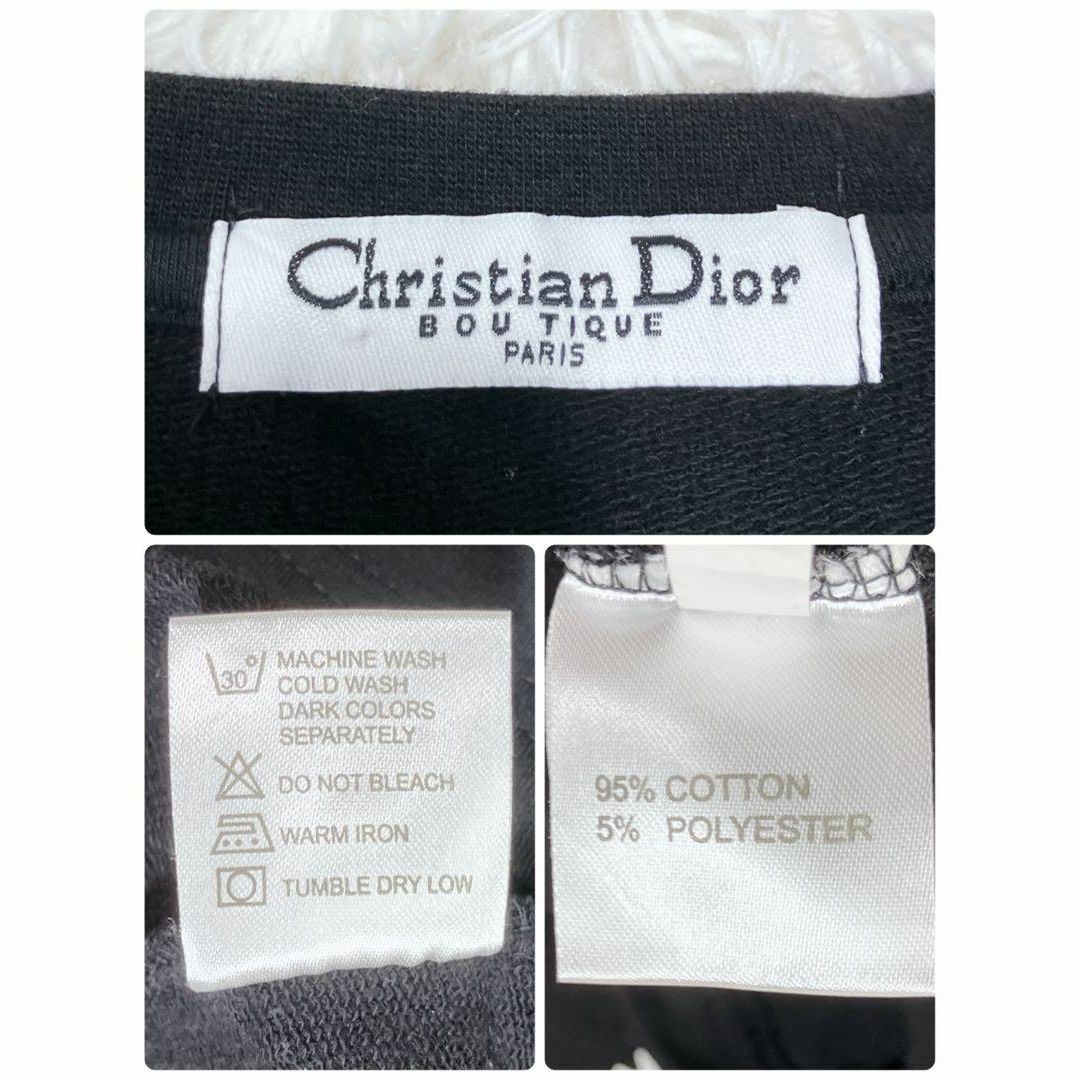 Christian Dior
BOUTIQUE
PARIS
30°
MACHINE WASH
COLD WASH
DARK COLORS
SEPARATELY
DO NOT BLEACH
WARM IRON
TUMBLE DRY LOW
95% COTTON
5% POLYESTER